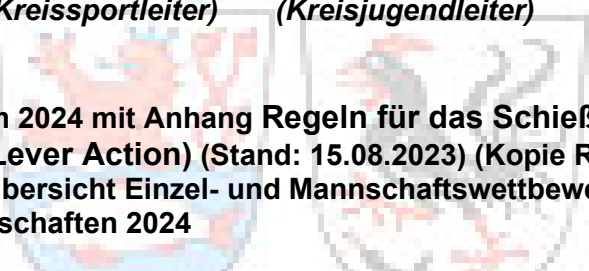 Kreissportleiter) (Kreisjugendleiter)
2024 mit Anhang Regeln für das Schieß
Lever Action) (Stand: 15.08.2023) (Kopie R
bersicht Einzel- und Mannschaftswettbewe
schaften 2024